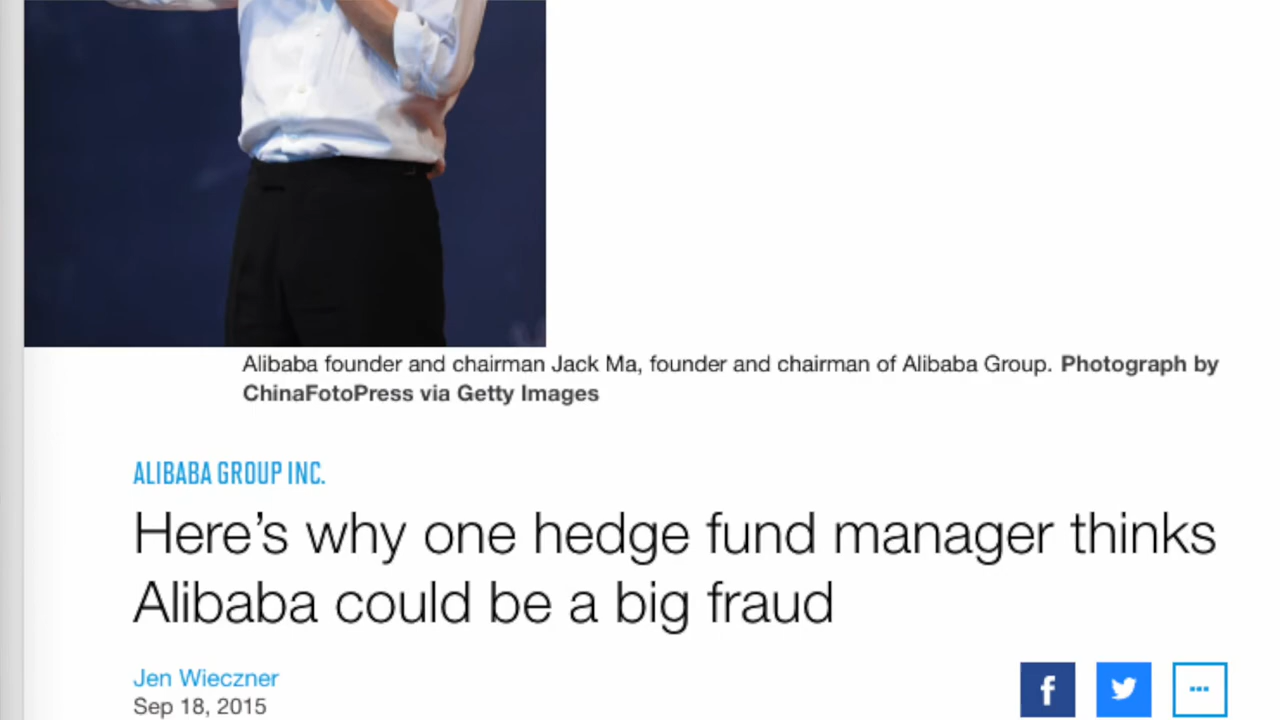 Alibaba founder and chairman Jack Ma, founder and chairman of Alibaba Group. Photograph by
ChinaFotoPress via Getty Images
ALIBABA GROUP INC.
Here's why one hedge fund manager thinks
Alibaba could be a big fraud
Jen Wieczner
Sep 18, 2015